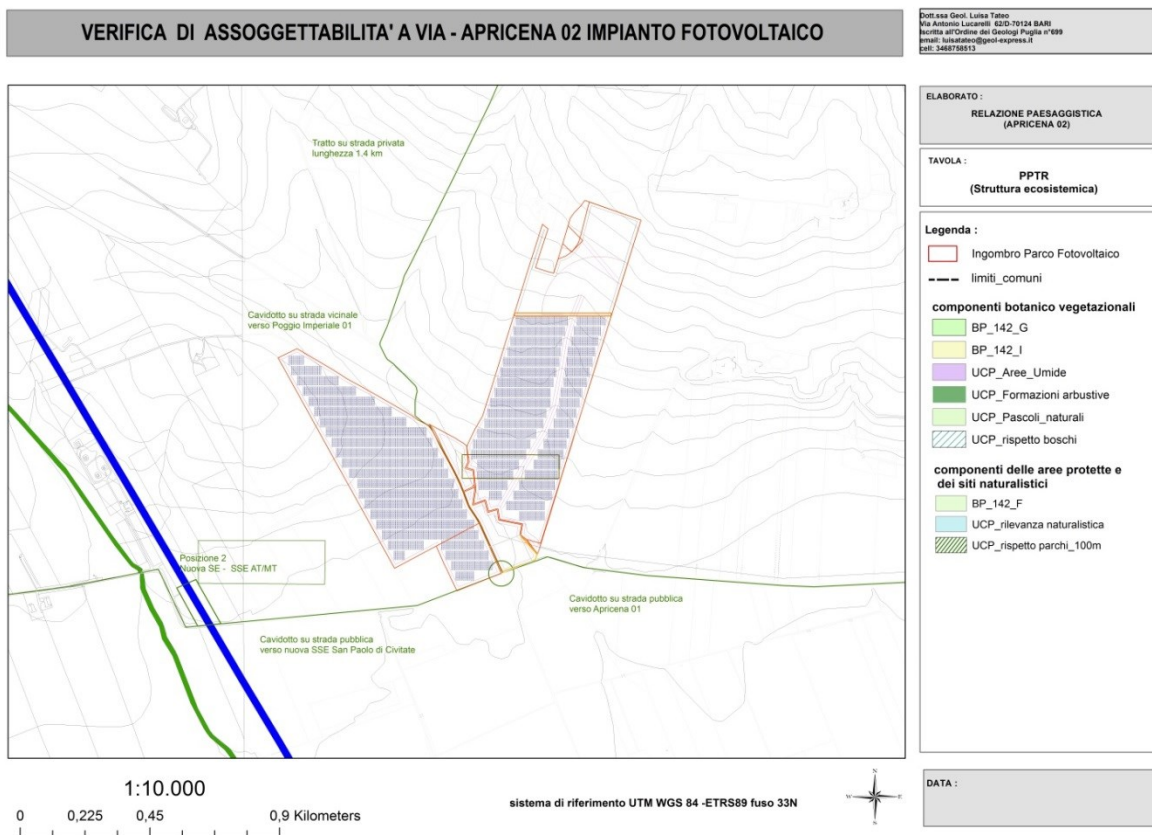 VERIFICA DI ASSOGGETTABILITA' A VIA - APRICENA 02 IMPIANTO FOTOVOLTAICO
Dott.ssa Geol. Luisa Tateo
Via Antonio Lucarelli 62/D-70124 BARI
Iscritta all'Ordine dei Geologi Puglia n°699
email: luisatateo@geol-express.it
cell: 3468758513
ELABORATO :
RELAZIONE PAESAGGISTICA
(APRICENA 02)
TAVOLA :
PPTR
(Struttura ecosistemica)
Legenda :
Ingombro Parco Fotovoltaico
limiti_comuni
componenti botanico vegetazionali
BP_142_G
BP_142_I
UCP_Aree_Umide
UCP_Formazioni arbustive
UCP_Pascoli_naturali
UCP_rispetto boschi
componenti delle aree protette e
dei siti naturalistici
BP_142_F
UCP_rilevanza naturalistica
UCP_rispetto parchi_100m
DATA :
Tratto su strada privata
lunghezza 1.4 km
Cavidotto su strada vicinale
verso Poggio Imperiale 01
Posizione 2
Nuova SE - SSE AT/MT
Cavidotto su strada pubblica
verso Apricena 01
Cavidotto su strada pubblica
verso nuova SSE San Paolo di Civitate
1:10.000
0 0,225 0,45 0,9 Kilometers
sistema di riferimento UTM WGS 84 -ETRS89 fuso 33N
N
W E
S